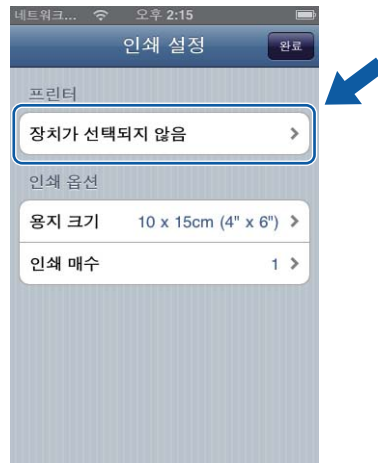 네트워크... 오후 2:15
인쇄 설정 완료
프린터
장치가 선택되지 않음
인쇄 옵션
용지 크기 10 x 15cm (4" x 6")
인쇄 매수 1